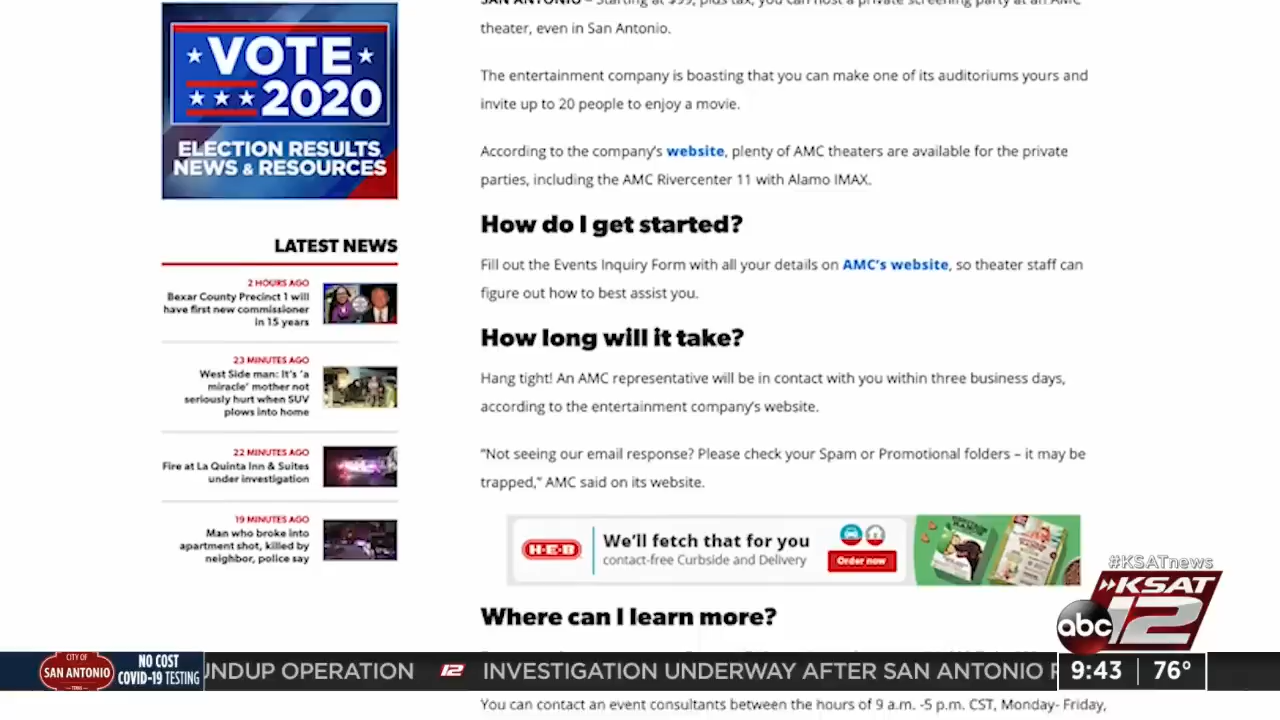 VOTE
2020
ELECTION RESULTS,
NEWS & RESOURCES
LATEST NEWS
2 HOURS AGO
Bexar County Precinct 1 will
have first new commissioner
in 15 years
23 MINUTES AGO
West Side man: It's 'a
miracle' mother not
seriously hurt when SUV
plows into home
22 MINUTES AGO
Fire at La Quinta Inn & Suites
under investigation
19 MINUTES AGO
Man who broke into
apartment shot, killed by
neighbor, police say
SAN ANTONIO – Starting at $99, plus tax, you can host a private screening party at an AMC
theater, even in San Antonio.
The entertainment company is boasting that you can make one of its auditoriums yours and
invite up to 20 people to enjoy a movie.
According to the company's website, plenty of AMC theaters are available for the private
parties, including the AMC Rivercenter 11 with Alamo IMAX.
How do I get started?
Fill out the Events Inquiry Form with all your details on AMC's website, so theater staff can
figure out how to best assist you.
How long will it take?
Hang tight! An AMC representative will be in contact with you within three business days,
according to the entertainment company's website.
"Not seeing our email response? Please check your Spam or Promotional folders – it may be
trapped," AMC said on its website.
H-E-B
We'll fetch that for you
contact-free Curbside and Delivery
Order now
Where can I learn more?
You can contact an event consultants between the hours of 9 a.m. -5 p.m. CST, Monday- Friday,
#KSATnews
KSAT
abc 12
CITY OF
SAN ANTONIO
NO COST
COVID-19 TESTING
UNDUP OPERATION 12 INVESTIGATION UNDERWAY AFTER SAN ANTONIO
9:43 76°